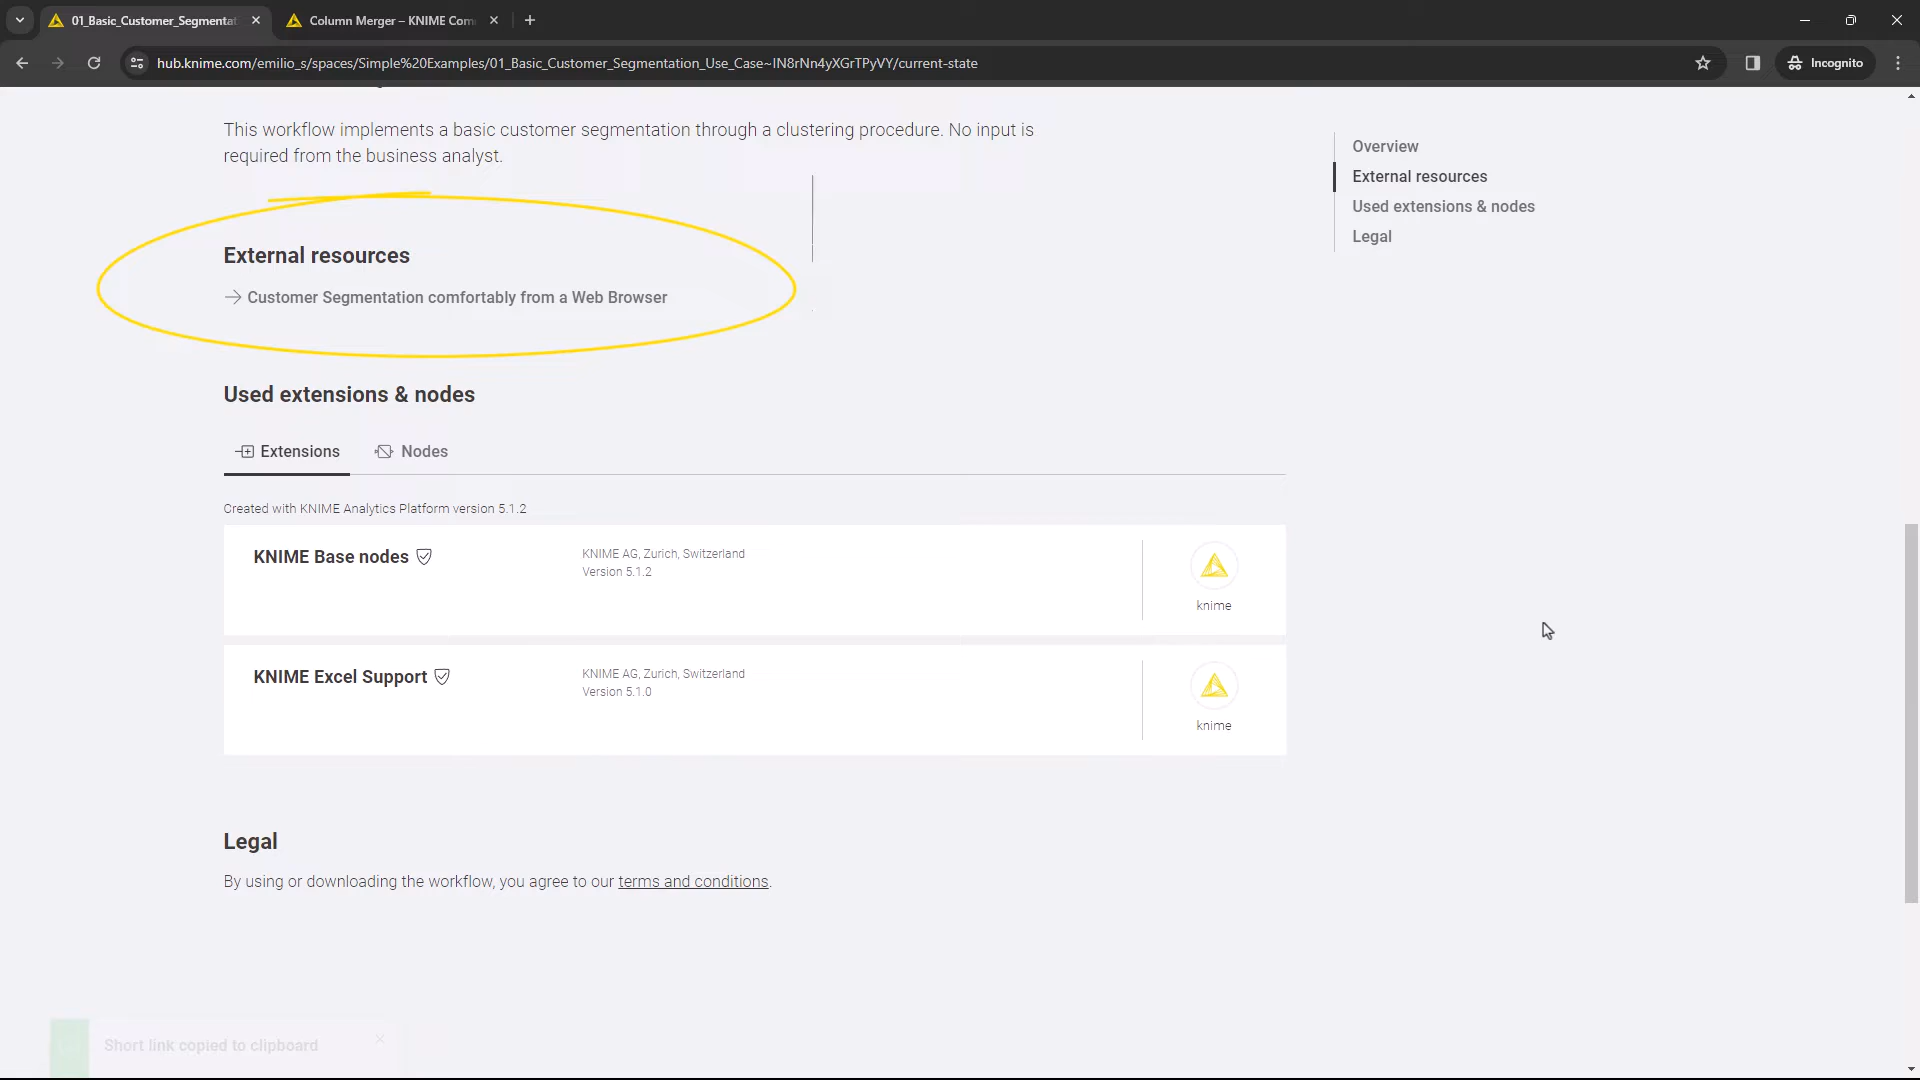 01_Basic_Customer_Segmentat
Column Merger – KNIME Com
hub.knime.com/emilio_s/spaces/Simple%20Examples/01_Basic_Customer_Segmentation_Use_Case~IN8rNn4yXGrTPyVY/current-state
Incognito
This workflow implements a basic customer segmentation through a clustering procedure. No input is
required from the business analyst.
External resources
Customer Segmentation comfortably from a Web Browser
Overview
External resources
Used extensions & nodes
Legal
Used extensions & nodes
Extensions
Nodes
Created with KNIME Analytics Platform version 5.1.2
KNIME Base nodes
KNIME AG, Zurich, Switzerland
Version 5.1.2
knime
KNIME Excel Support
KNIME AG, Zurich, Switzerland
Version 5.1.0
knime
Legal
By using or downloading the workflow, you agree to our terms and conditions.
Short link copied to clipboard